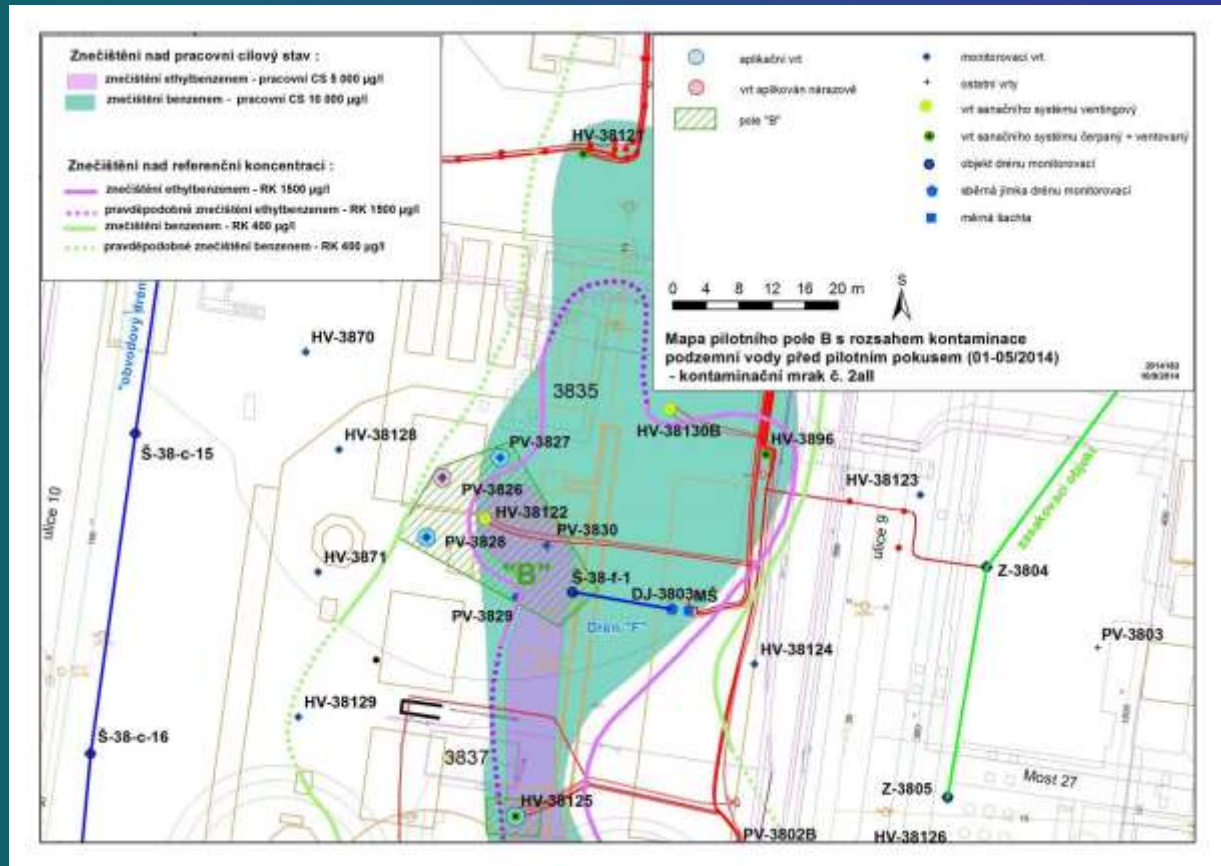 Znečištění nad pracovní cílový stav :
znečištění ethylbenzenem - pracovní CS 5 000 µg/l
znečištění benzenem - pracovní CS 10 000 µg/l
Znečištění nad referenční koncentraci :
znečištění ethylbenzenem - RK 1500 µg/l
pravděpodobné znečištění ethylbenzenem - RK 1500 µg/l
znečištění benzenem - RK 400 µg/l
pravděpodobné znečištění benzenem - RK 400 µg/l
aplikační vrt
vrt aplikován nárazově
pole "B"
monitorovací vrt
ostatní vrty
vrt sanačního systému ventingový
vrt sanačního systému čerpaný + ventovaný
objekt drénu monitorovací
sběrná jímka drénu monitorovací
měrná šachta
0 4 8 12 16 20 m
S
Mapa pilotního pole B s rozsahem kontaminace
podzemní vody před pilotním pokusem (01-05/2014)
- kontaminační mrak č. 2aII
HV-38121
"obvodový drén
HV-3870
3835
HV-38128
PV-3827
HV-38130B
HV-3896
Š-38-c-15
PV-3826
HV-38123
HV-38122
ulice 10
PV-3828
PV-3830
ulice 9
zasakovací objekt
HV-3871
"B"
Š-38-f-1
Z-3804
DJ-3803
MŠ
PV-3829
Drén "F"
PV-3803
HV-38124
HV-38129
Š-38-c-16
3837
Most 27
HV-38125
Z-3805
PV-3802B
HV-38126